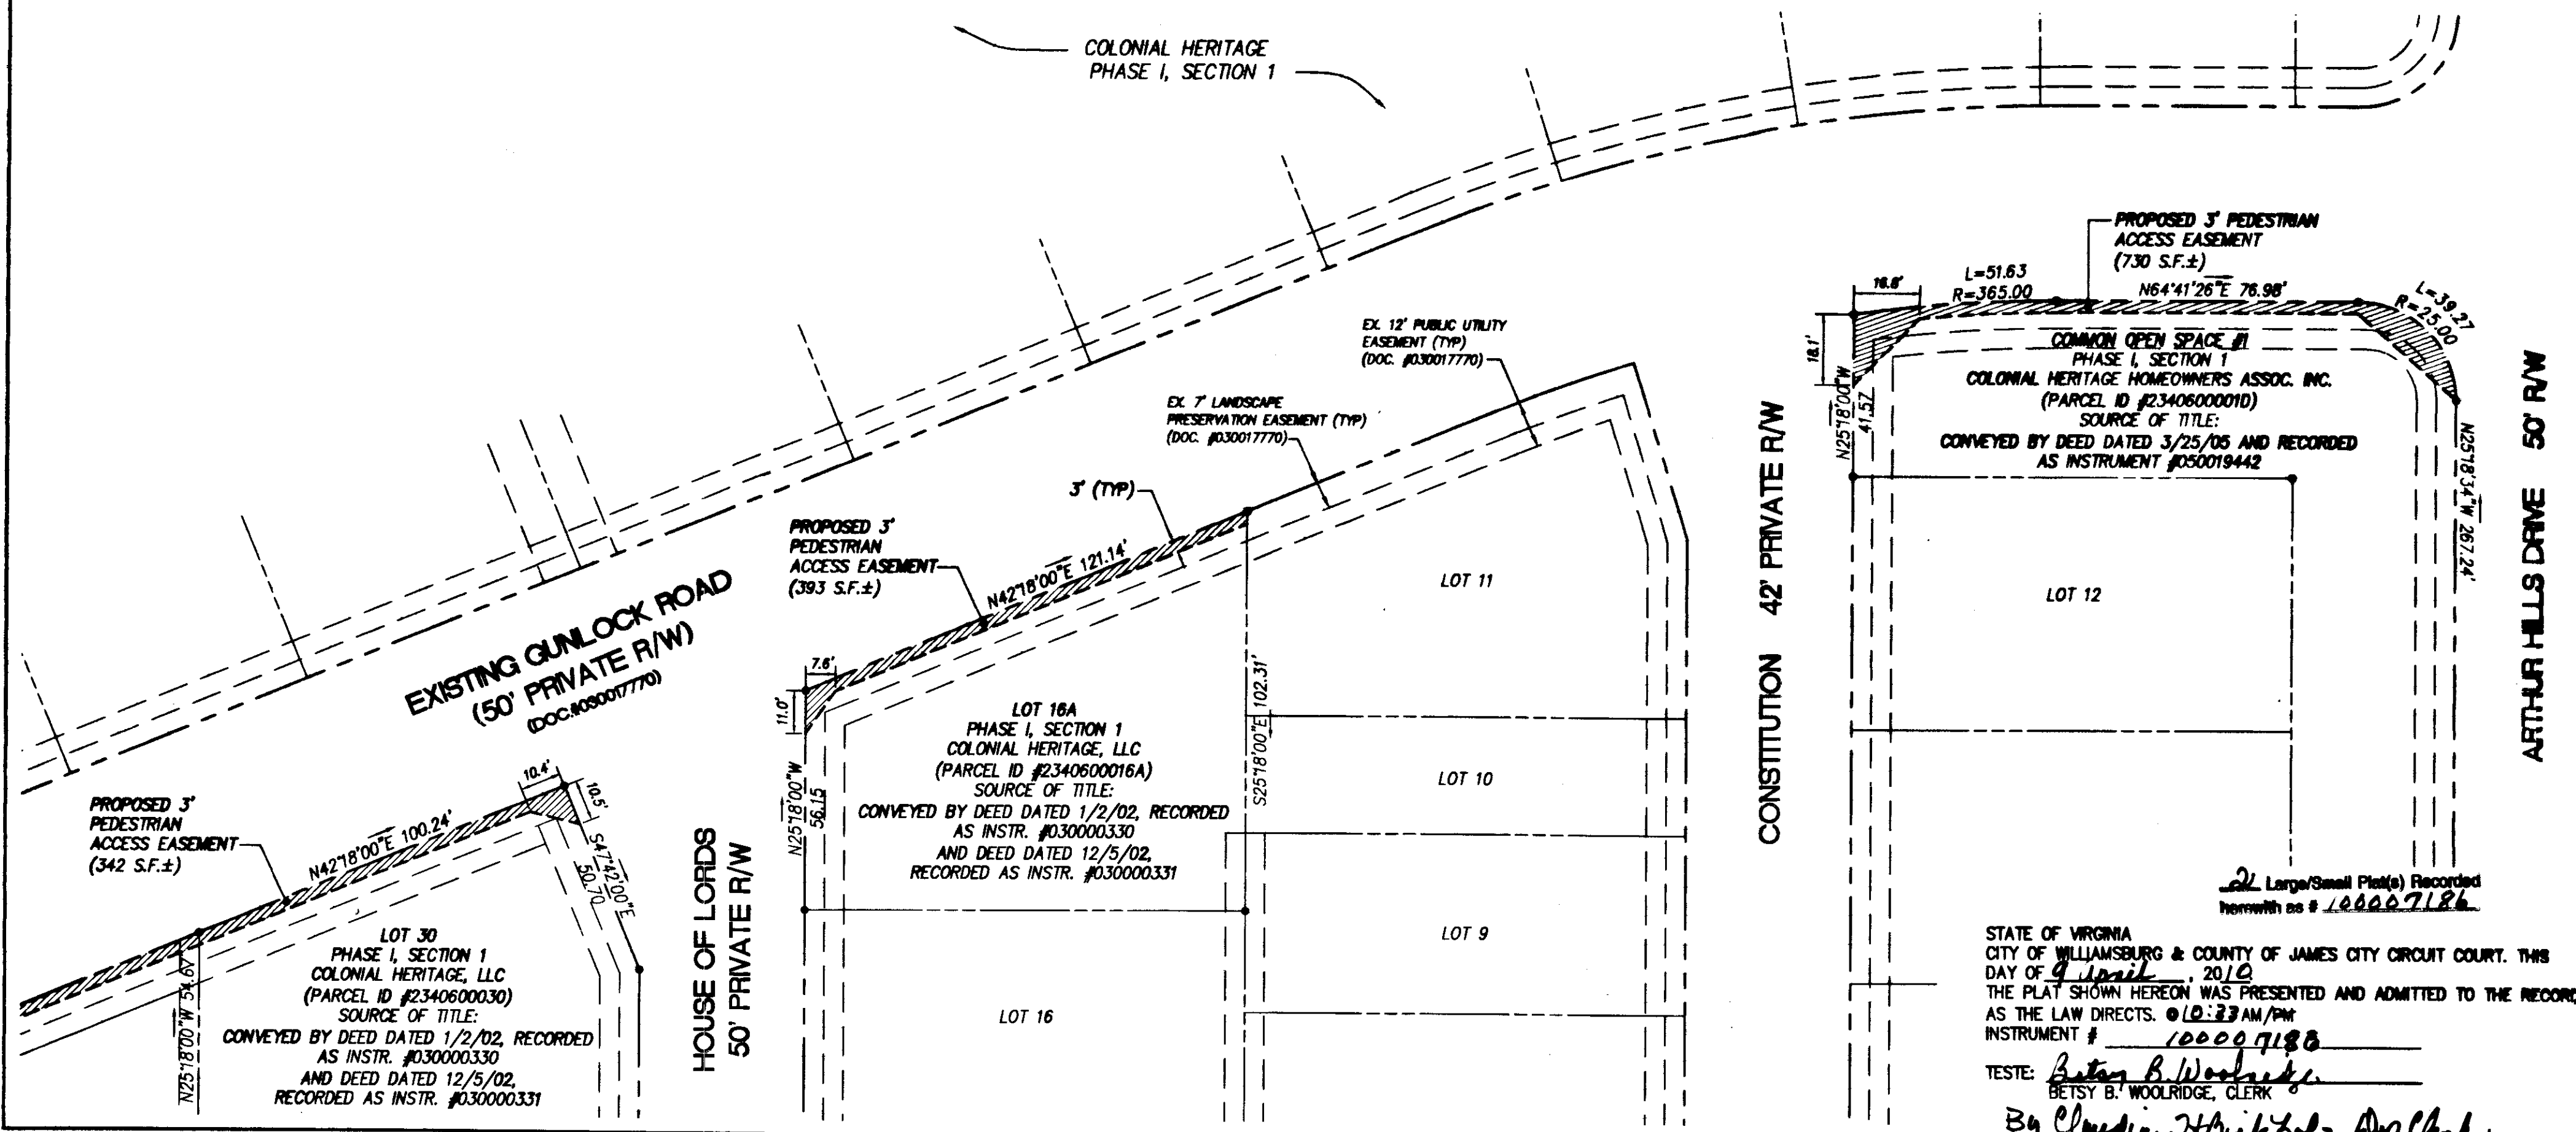 COLONIAL HERITAGE
PHASE I, SECTION 1
PROPOSED 3' PEDESTRIAN
ACCESS EASEMENT
(730 S.F.±)
16.8'
L=51.63
R=365.00
N64°41'26"E 76.98'
L=39.27
R=25.00
18.1'
N25°18'00"W
41.57
COMMON OPEN SPACE #1
PHASE I, SECTION 1
COLONIAL HERITAGE HOMEOWNERS ASSOC. INC.
(PARCEL ID #2340600001D)
SOURCE OF TITLE:
CONVEYED BY DEED DATED 3/25/05 AND RECORDED
AS INSTRUMENT #050019442
N25°18'34"W 267.24'
ARTHUR HILLS DRIVE 50' R/W
CONSTITUTION 42' PRIVATE R/W
LOT 12
EX. 12' PUBLIC UTILITY
EASEMENT (TYP)
(DOC. #030017770)
EX. 7' LANDSCAPE
PRESERVATION EASEMENT (TYP)
(DOC. #030017770)
3' (TYP)
PROPOSED 3'
PEDESTRIAN
ACCESS EASEMENT
(393 S.F.±)
N42°18'00"E 121.14'
7.6'
11.0'
N25°18'00"W
56.15
LOT 16A
PHASE I, SECTION 1
COLONIAL HERITAGE, LLC
(PARCEL ID #2340600016A)
SOURCE OF TITLE:
CONVEYED BY DEED DATED 1/2/02, RECORDED
AS INSTR. #030000330
AND DEED DATED 12/5/02,
RECORDED AS INSTR. #030000331
S25°18'00"E 102.31'
LOT 11
LOT 10
LOT 9
LOT 16
EXISTING GUNLOCK ROAD
(50' PRIVATE R/W)
(DOC.#030017770)
HOUSE OF LORDS
50' PRIVATE R/W
PROPOSED 3'
PEDESTRIAN
ACCESS EASEMENT
(342 S.F.±)
N42°18'00"E 100.24'
10.4'
10.5'
S47°42'00"E
50.70
N25°18'00"W 54.67
LOT 30
PHASE I, SECTION 1
COLONIAL HERITAGE, LLC
(PARCEL ID #2340600030)
SOURCE OF TITLE:
CONVEYED BY DEED DATED 1/2/02, RECORDED
AS INSTR. #030000330
AND DEED DATED 12/5/02,
RECORDED AS INSTR. #030000331
Large/Small Plat(s) Recorded
herewith as # 100007186
STATE OF VIRGINIA
CITY OF WILLIAMSBURG & COUNTY OF JAMES CITY CIRCUIT COURT. THIS
DAY OF 9 April, 2010
THE PLAT SHOWN HEREON WAS PRESENTED AND ADMITTED TO THE RECORD
AS THE LAW DIRECTS. @ 10:33 AM/PM
INSTRUMENT # 100007186
TESTE: Betsy B. Woolridge
BETSY B. WOOLRIDGE, CLERK
By